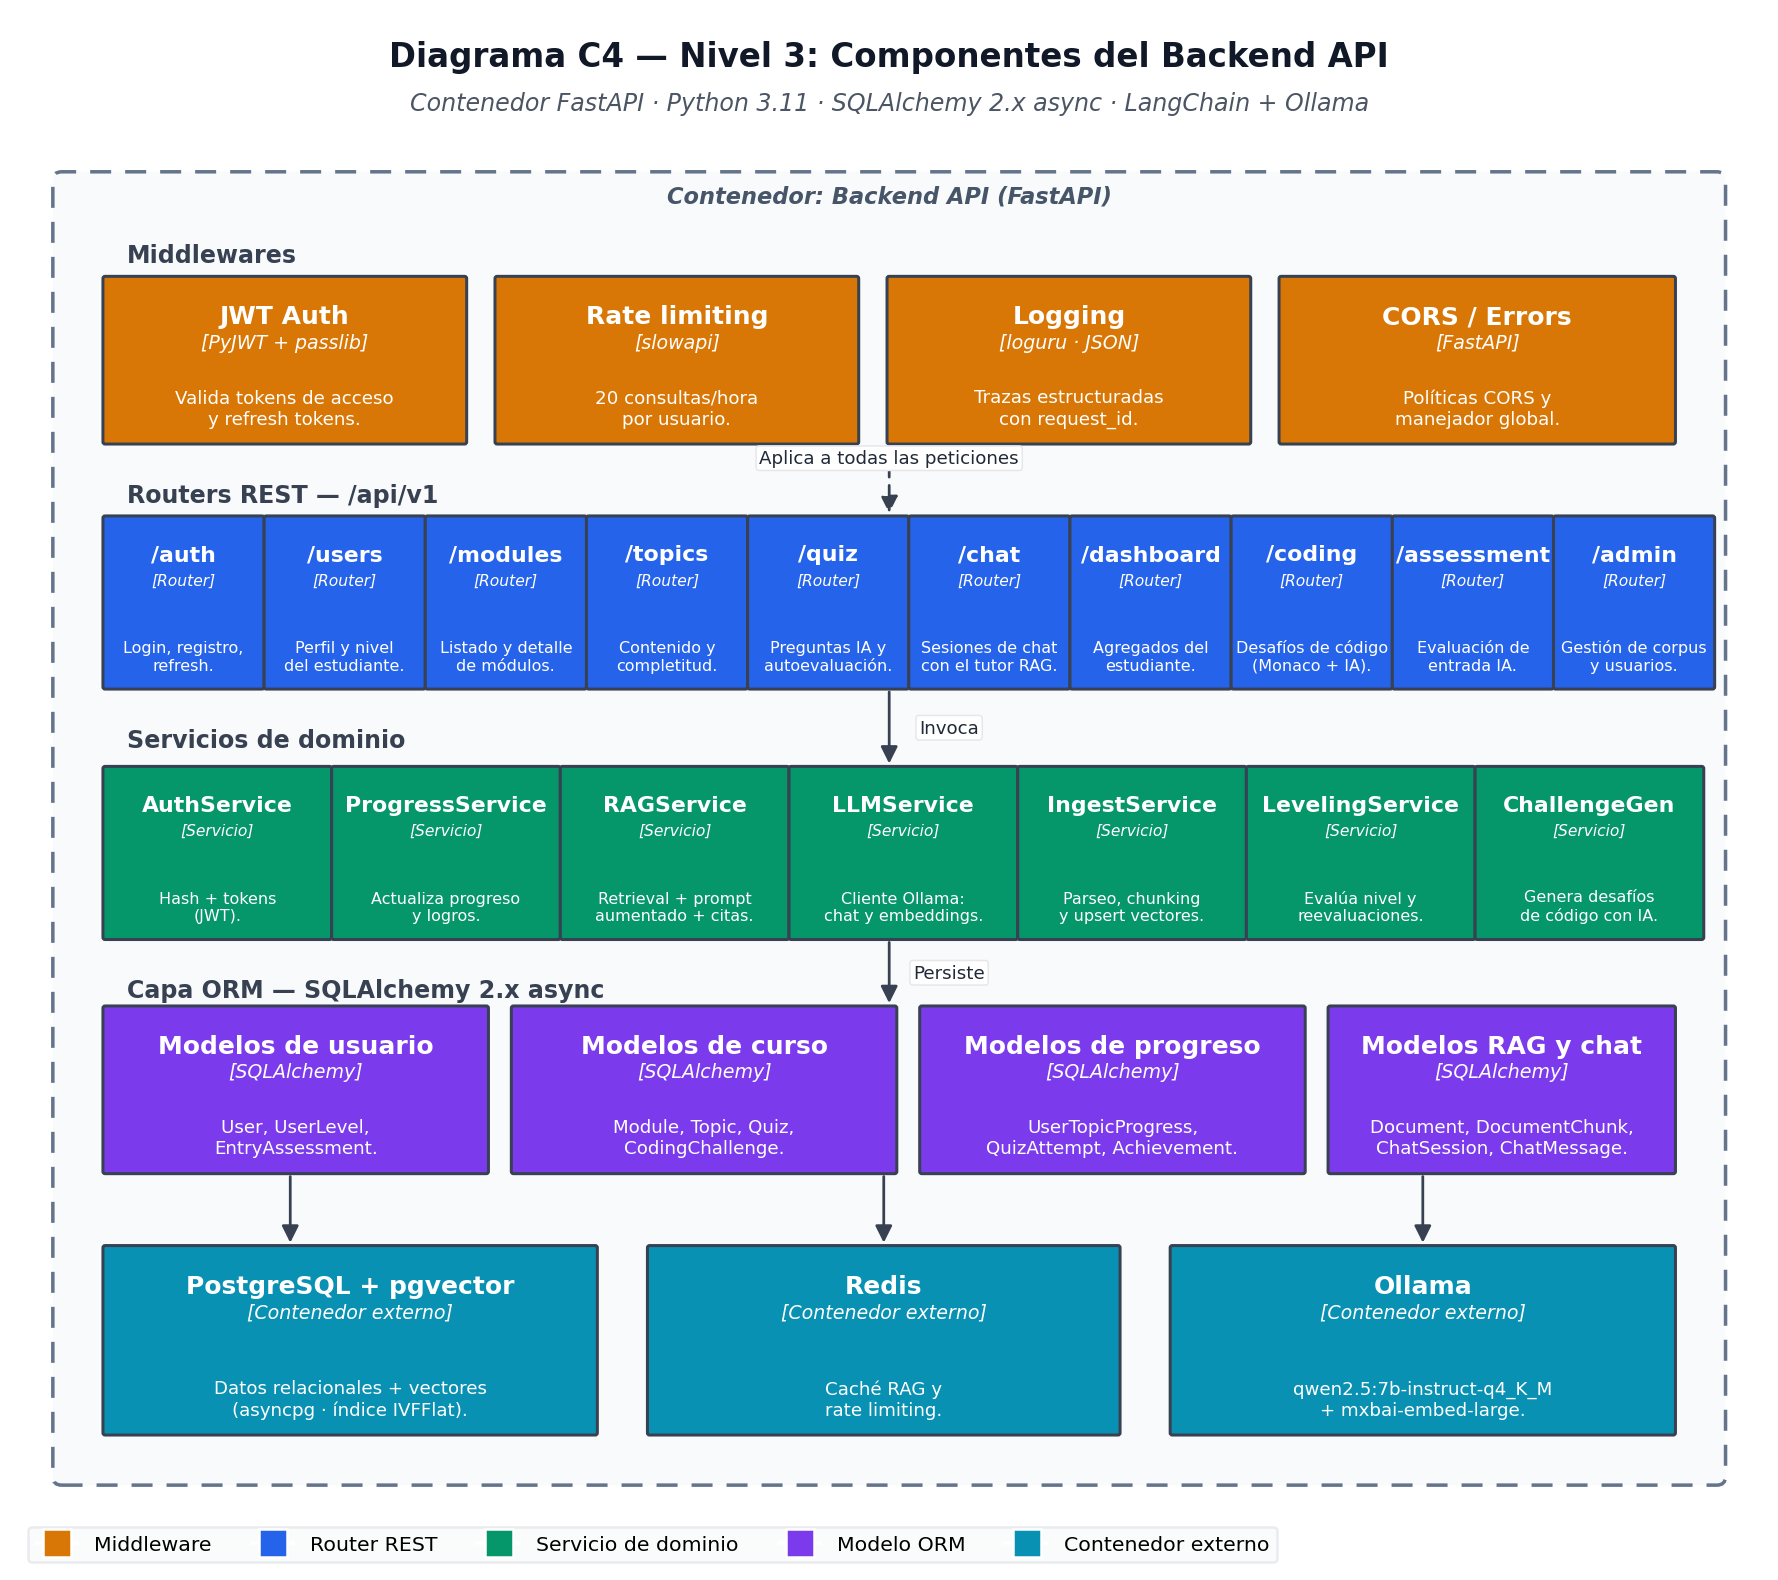 Diagrama C4 — Nivel 3: Componentes del Backend API
Contenedor FastAPI · Python 3.11 · SQLAlchemy 2.x async · LangChain + Ollama
Contenedor: Backend API (FastAPI)
Middlewares
JWT Auth
[PyJWT + passlib]
Valida tokens de acceso
y refresh tokens.
Rate limiting
[slowapi]
20 consultas/hora
por usuario.
Logging
[loguru · JSON]
Trazas estructuradas
con request_id.
CORS / Errors
[FastAPI]
Políticas CORS y
manejador global.
Aplica a todas las peticiones
Routers REST — /api/v1
/auth
[Router]
Login, registro,
refresh.
/users
[Router]
Perfil y nivel
del estudiante.
/modules
[Router]
Listado y detalle
de módulos.
/topics
[Router]
Contenido y
completitud.
/quiz
[Router]
Preguntas IA y
autoevaluación.
/chat
[Router]
Sesiones de chat
con el tutor RAG.
/dashboard
[Router]
Agregados del
estudiante.
/coding
[Router]
Desafíos de código
(Monaco + IA).
/assessment
[Router]
Evaluación de
entrada IA.
/admin
[Router]
Gestión de corpus
y usuarios.
Invoca
Servicios de dominio
AuthService
[Servicio]
Hash + tokens
(JWT).
ProgressService
[Servicio]
Actualiza progreso
y logros.
RAGService
[Servicio]
Retrieval + prompt
aumentado + citas.
LLMService
[Servicio]
Cliente Ollama:
chat y embeddings.
IngestService
[Servicio]
Parseo, chunking
y upsert vectores.
LevelingService
[Servicio]
Evalúa nivel y
reevaluaciones.
ChallengeGen
[Servicio]
Genera desafíos
de código con IA.
Persiste
Capa ORM — SQLAlchemy 2.x async
Modelos de usuario
[SQLAlchemy]
User, UserLevel,
EntryAssessment.
Modelos de curso
[SQLAlchemy]
Module, Topic, Quiz,
CodingChallenge.
Modelos de progreso
[SQLAlchemy]
UserTopicProgress,
QuizAttempt, Achievement.
Modelos RAG y chat
[SQLAlchemy]
Document, DocumentChunk,
ChatSession, ChatMessage.
PostgreSQL + pgvector
[Contenedor externo]
Datos relacionales + vectores
(asyncpg · índice IVFFlat).
Redis
[Contenedor externo]
Caché RAG y
rate limiting.
Ollama
[Contenedor externo]
qwen2.5:7b-instruct-q4_K_M
+ mxbai-embed-large.
Middleware
Router REST
Servicio de dominio
Modelo ORM
Contenedor externo